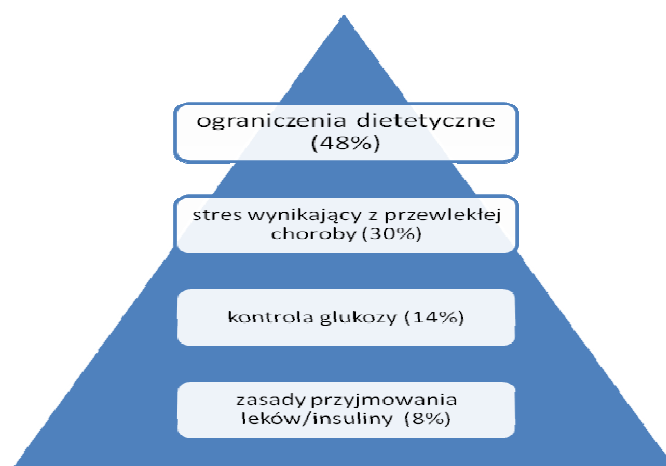 ograniczenia dietetyczne
(48%)
stres wynikający z przewlekłej
choroby (30%)
kontrola glukozy (14%)
zasady przyjmowania
leków/insuliny (8%)